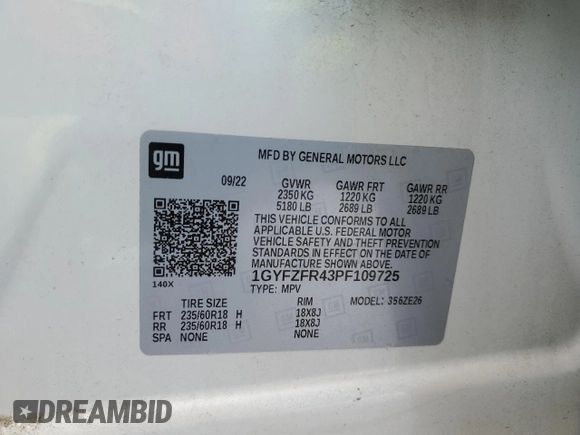 gm
MFD BY GENERAL MOTORS LLC
09/22 GVWR GAWR FRT GAWR RR
2350 KG 1220 KG 1220 KG
5180 LB 2689 LB 2689 LB
THIS VEHICLE CONFORMS TO ALL
APPLICABLE U.S. FEDERAL MOTOR
VEHICLE SAFETY AND THEFT PREVENTION
STANDARDS IN EFFECT ON THE DATE OF
MANUFACTURE SHOWN ABOVE.
1GYFZFR43PF109725
140X TYPE: MPV MODEL: 356ZE26
TIRE SIZE RIM
FRT 235/60R18 H 18X8J
RR 235/60R18 H 18X8J
SPA NONE NONE
DREAMBID